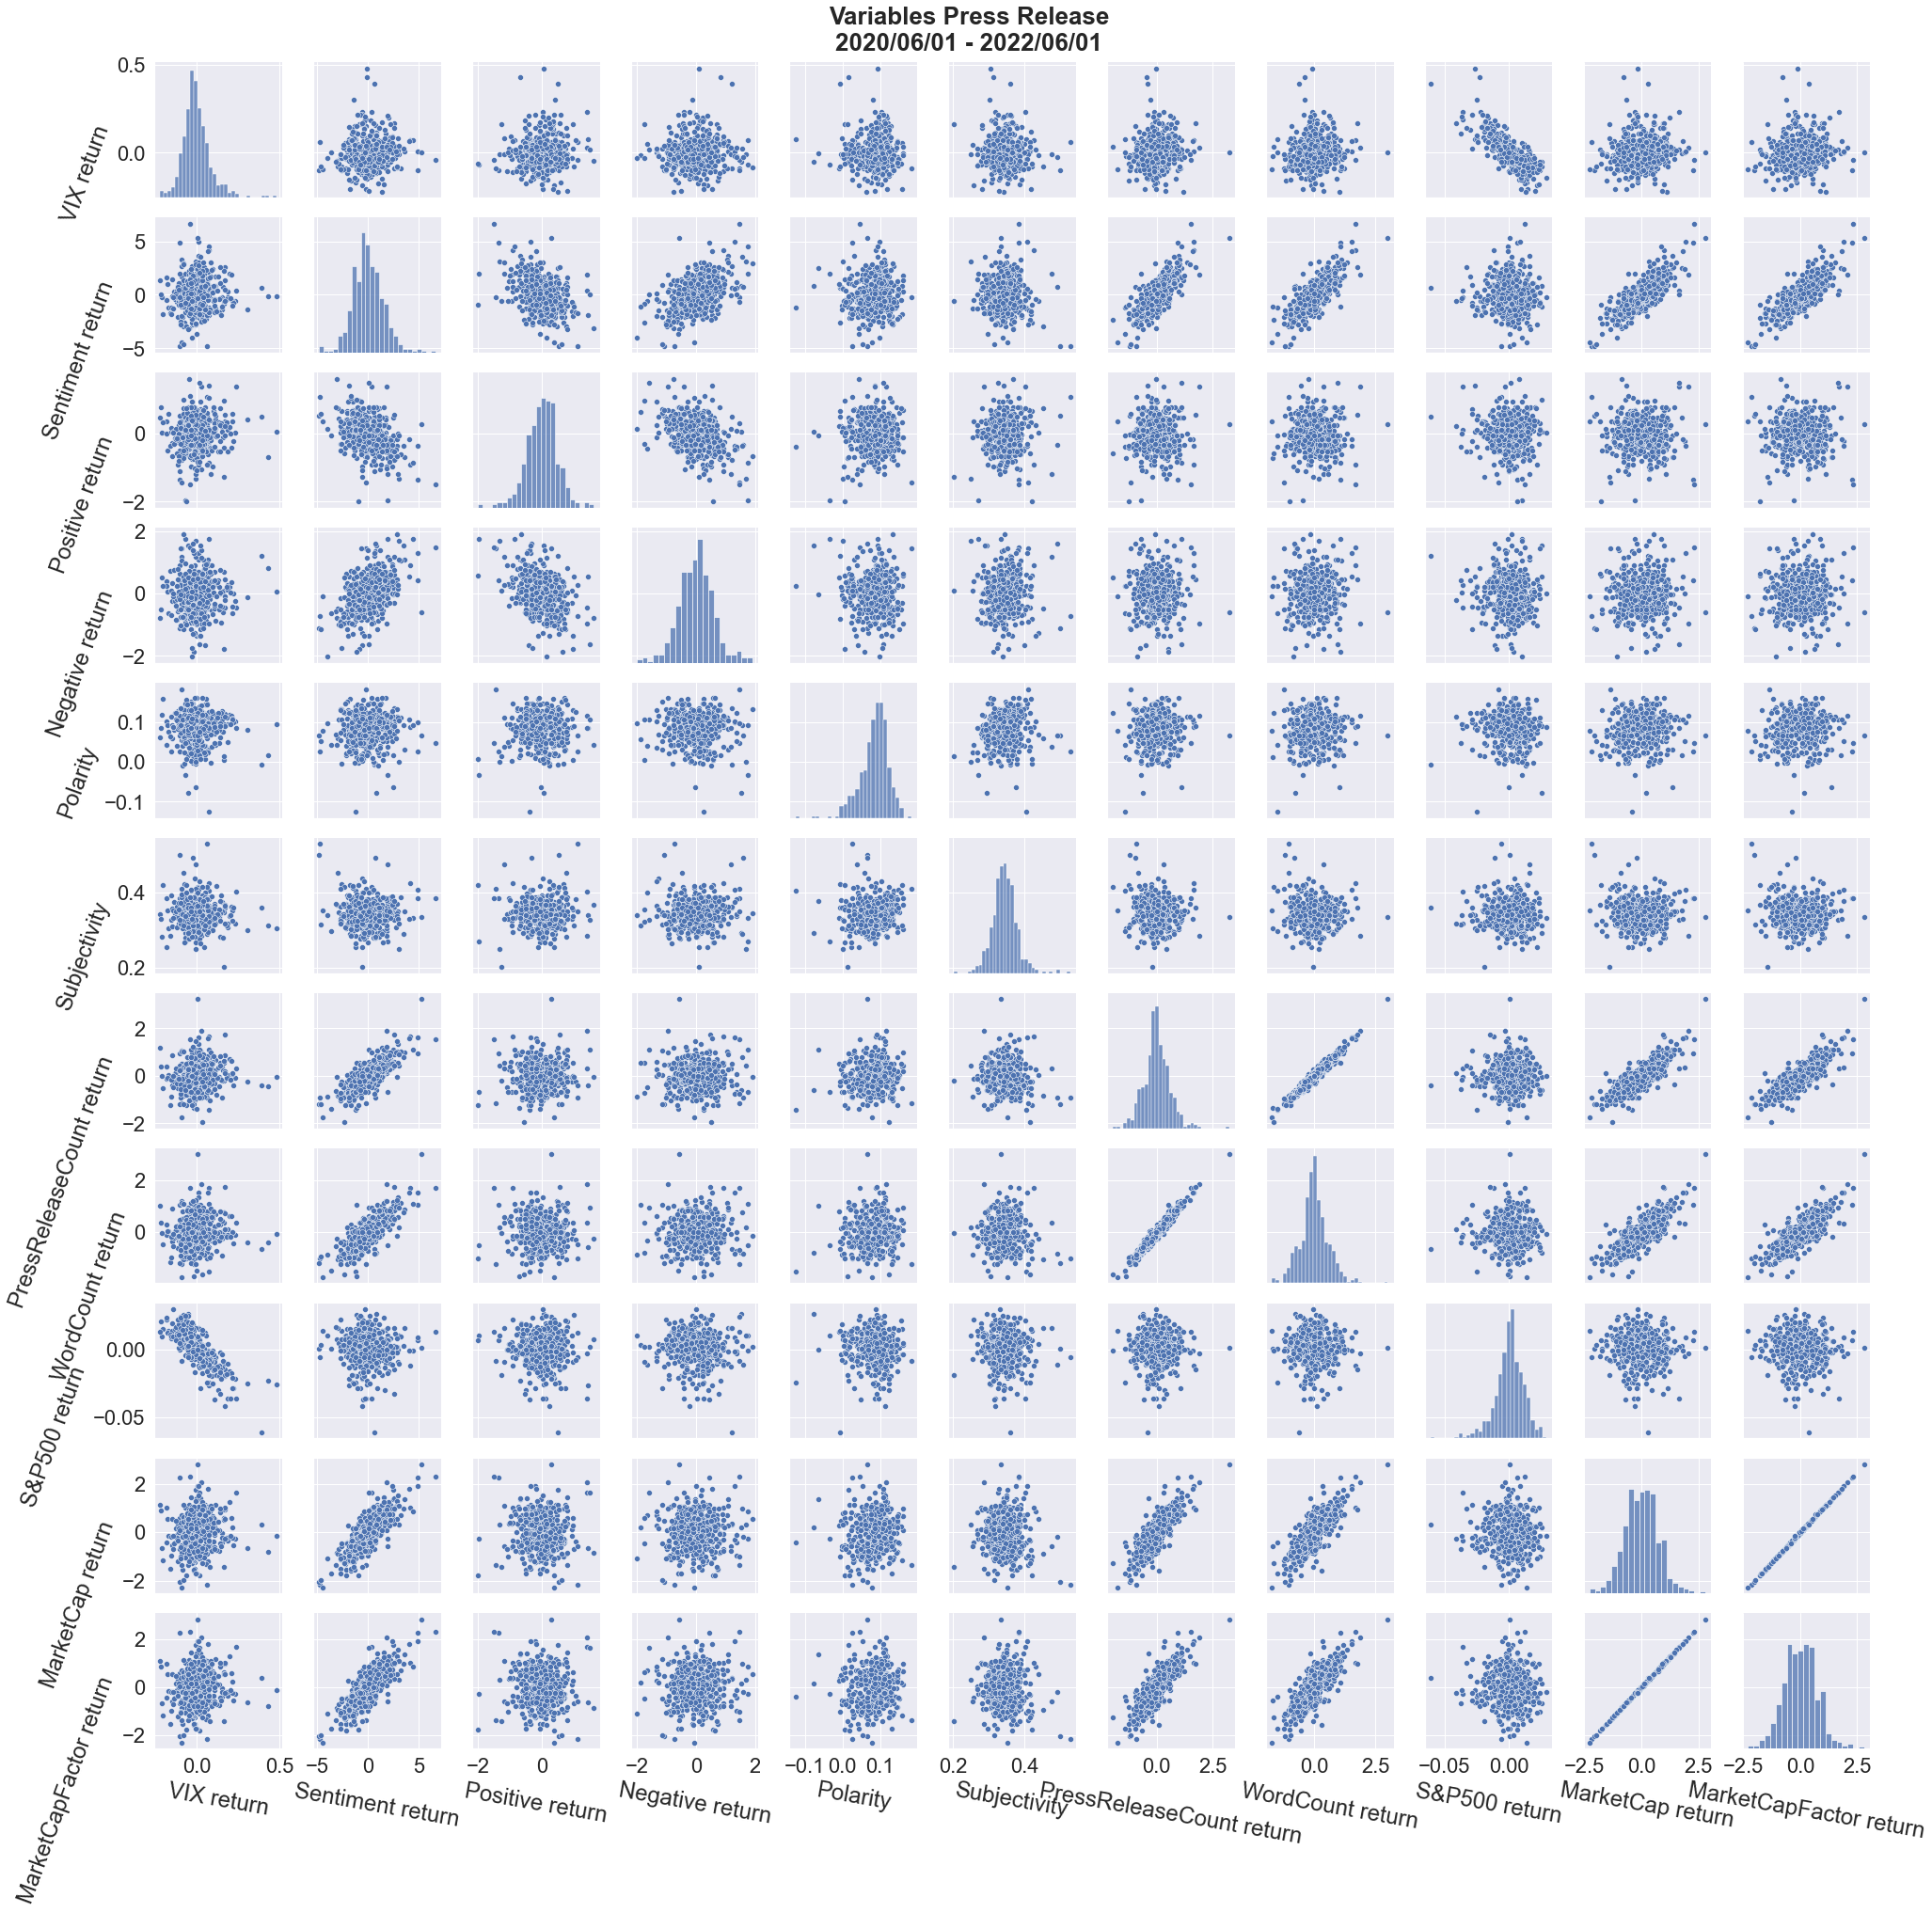 Variables Press Release
2020/06/01 - 2022/06/01
0.5
0.0
VIX return
5
0
−5
Sentiment return
0
−2
Positive return
2
0
−2
Negative return
0.1
0.0
−0.1
Polarity
0.4
0.2
Subjectivity
2
0
−2
PressReleaseCount return
2
0
WordCount return
0.00
−0.05
S&P500 return
2
0
−2
MarketCap return
2
0
−2
MarketCapFactor return
0.0 0.5
VIX return
−5 0 5
Sentiment return
−2 0
Positive return
−2 0 2
Negative return
−0.1 0.0 0.1
Polarity
0.2 0.4
Subjectivity
0.0 2.5
PressReleaseCount return
0.0 2.5
WordCount return
−0.05 0.00
S&P500 return
−2.5 0.0 2.5
MarketCap return
−2.5 0.0 2.5
MarketCapFactor return